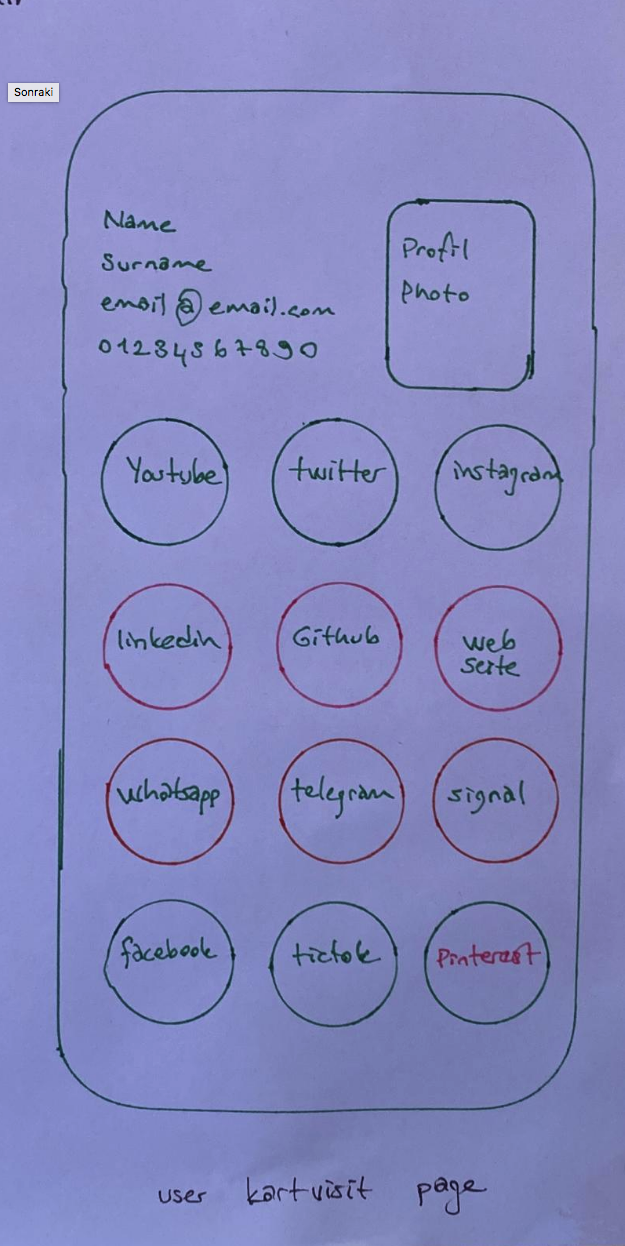 Sonraki
Name
Surname
email@email.com
01234567890
Profil
Photo
Youtube
twitter
instagram
linkedin
Github
web
seite
whatsapp
telegram
signal
facebook
tictok
Pinterest
user kartvisit page